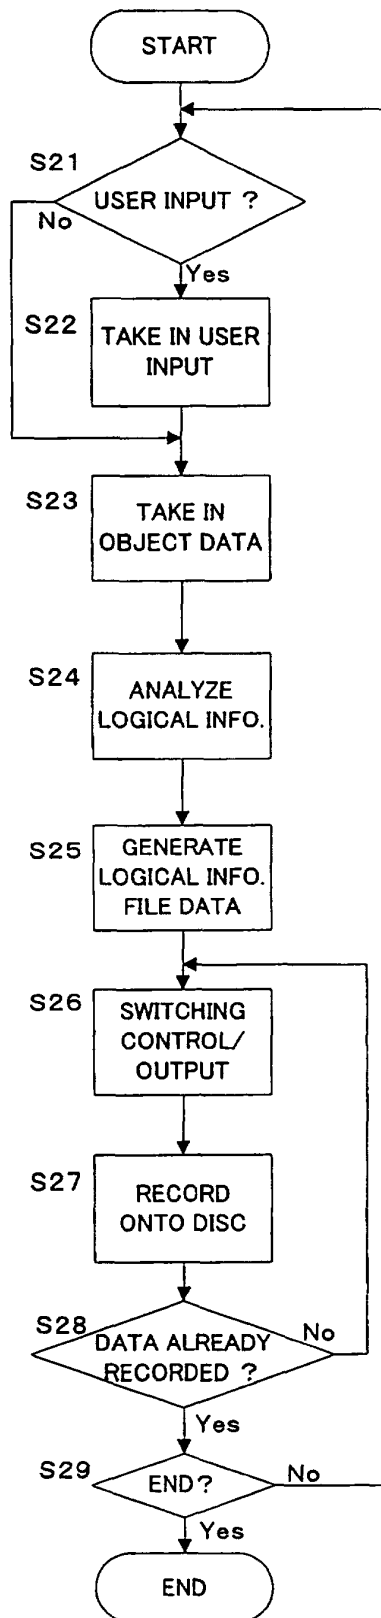 START
S21
USER INPUT ?
No
Yes
S22
TAKE IN USER
INPUT
S23
TAKE IN
OBJECT DATA
S24
ANALYZE
LOGICAL INFO.
S25
GENERATE
LOGICAL INFO.
FILE DATA
S26
SWITCHING
CONTROL/
OUTPUT
S27
RECORD
ONTO DISC
S28
DATA ALREADY
RECORDED ?
No
Yes
S29
END?
No
Yes
END